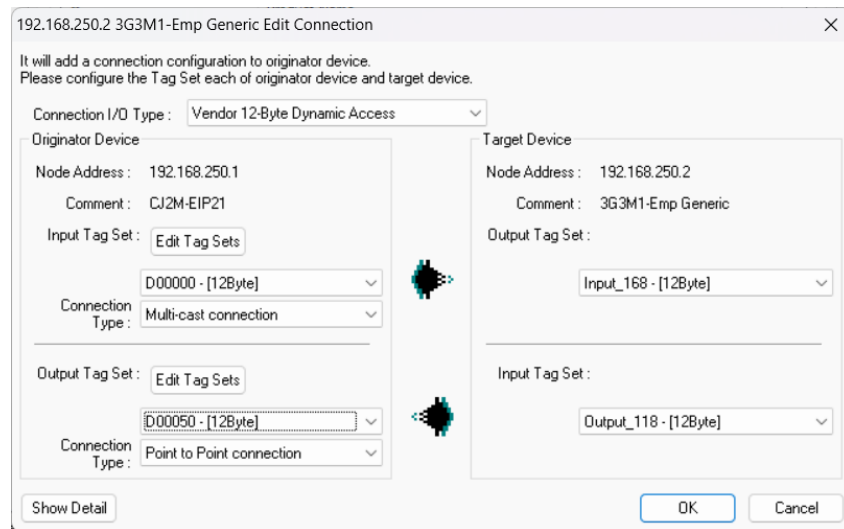 192.168.250.2 3G3M1-Emp Generic Edit Connection
It will add a connection configuration to originator device.
Please configure the Tag Set each of originator device and target device.
Connection I/O Type : Vendor 12-Byte Dynamic Access
Originator Device
Node Address : 192.168.250.1
Comment : CJ2M-EIP21
Input Tag Set : Edit Tag Sets
D00000 - [12Byte]
Connection Type : Multi-cast connection
Output Tag Set : Edit Tag Sets
D00050 - [12Byte]
Connection Type : Point to Point connection
Target Device
Node Address : 192.168.250.2
Comment : 3G3M1-Emp Generic
Output Tag Set :
Input_168 - [12Byte]
Input Tag Set :
Output_118 - [12Byte]
Show Detail
OK
Cancel